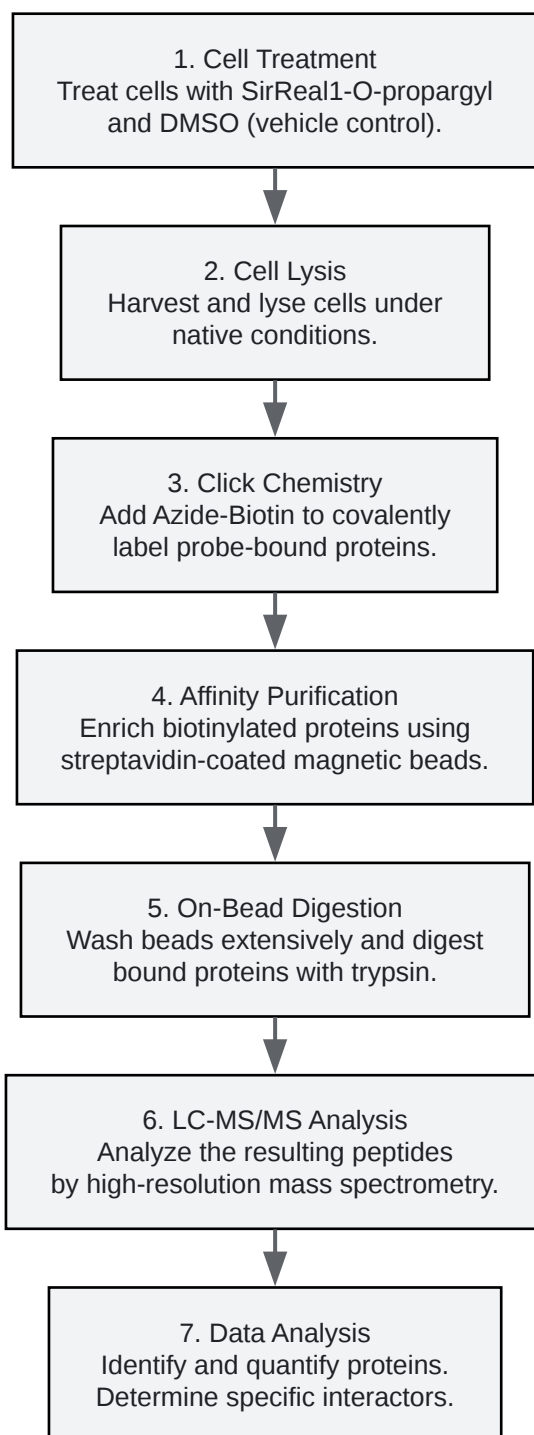 1. Cell Treatment
Treat cells with SirReal1-O-propargyl
and DMSO (vehicle control).
2. Cell Lysis
Harvest and lyse cells under
native conditions.
3. Click Chemistry
Add Azide-Biotin to covalently
label probe-bound proteins.
4. Affinity Purification
Enrich biotinylated proteins using
streptavidin-coated magnetic beads.
5. On-Bead Digestion
Wash beads extensively and digest
bound proteins with trypsin.
6. LC-MS/MS Analysis
Analyze the resulting peptides
by high-resolution mass spectrometry.
7. Data Analysis
Identify and quantify proteins.
Determine specific interactors.